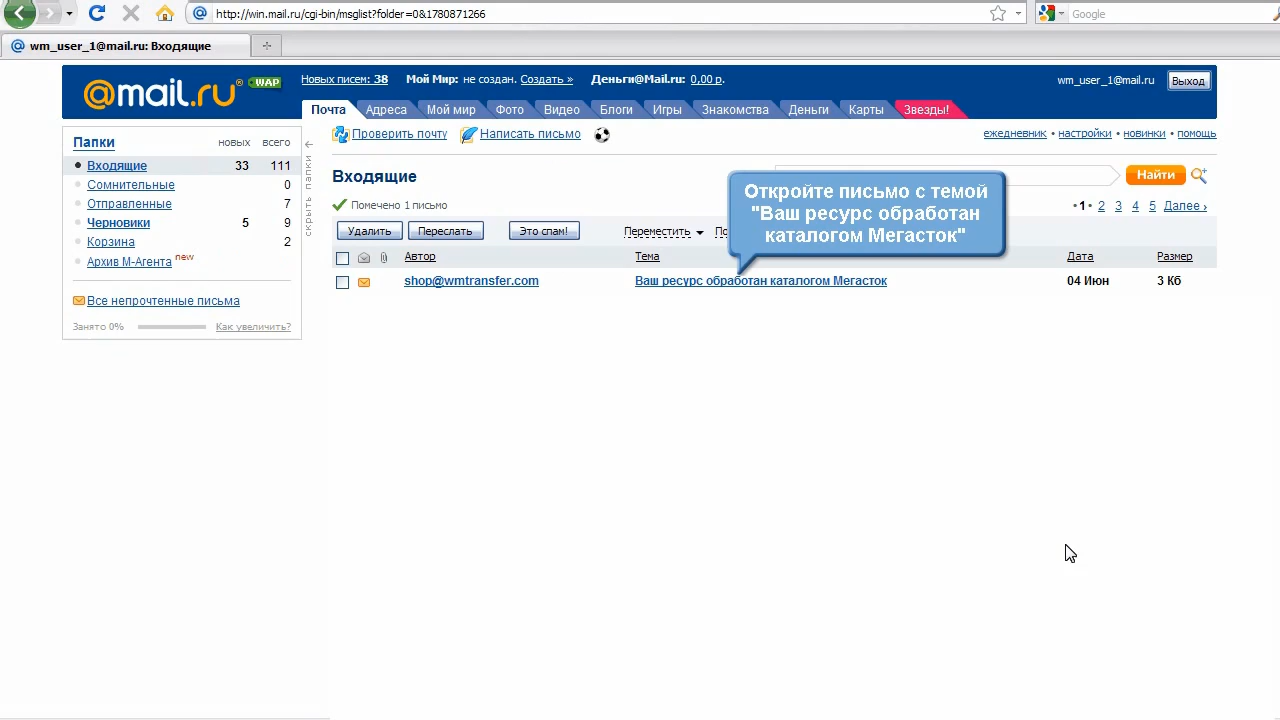 http://win.mail.ru/cgi-bin/msglist?folder=0&1780871266
Google
wm_user_1@mail.ru: Входящие
@mail.ru® WAP
Новых писем: 38 Мой Мир: не создан. Создать » Деньги@Mail.ru: 0,00 р.
wm_user_1@mail.ru Выход
Почта Адреса Мой мир Фото Видео Блоги Игры Знакомства Деньги Карты Звезды!
Проверить почту Написать письмо
ежедневник • настройки • новинки • помощь
Папки новых всего
Входящие 33 111
Сомнительные 0
Отправленные 7
Черновики 5 9
Корзина 2
Архив М-Агента new
Все непрочтенные письма
Занято 0% Как увеличить?
скрыть папки
Входящие
Найти
Откройте письмо с темой
"Ваш ресурс обработан
каталогом Мегасток"
Помечено 1 письмо
•1• 2 3 4 5 Далее ›
Удалить Переслать Это спам! Переместить
Автор Тема Дата Размер
shop@wmtransfer.com Ваш ресурс обработан каталогом Мегасток 04 Июн 3 Кб